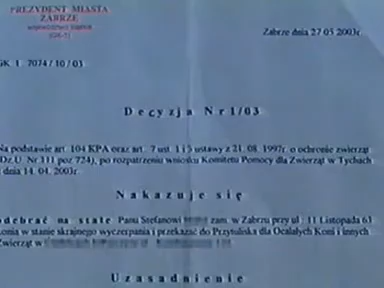 PREZYDENT MIASTA
ZABRZE
Zabrze dnia 27 05 2003r.
GK I 7074/10/03
Decyzja Nr 1/03
Na podstawie art. 104 KPA oraz art. 7 ust. 1 i 3 ustawy z 21. 08. 1997r. o ochronie zwierząt
Dz.U. Nr 111 poz 724), po rozpatrzeniu wniosku Komitetu Pomocy dla Zwierząt w Tychach
dnia 14. 04. 2003r.
Nakazuje się
odebrać na stałe Panu Stefanowi zam. w Zabrzu przy ul. 11 Listopada 61
konia w stanie skrajnego wyczerpania i przekazać do Przytuliska dla Ocalałych Koni i innych
Zwierząt w
Uzasadnienie